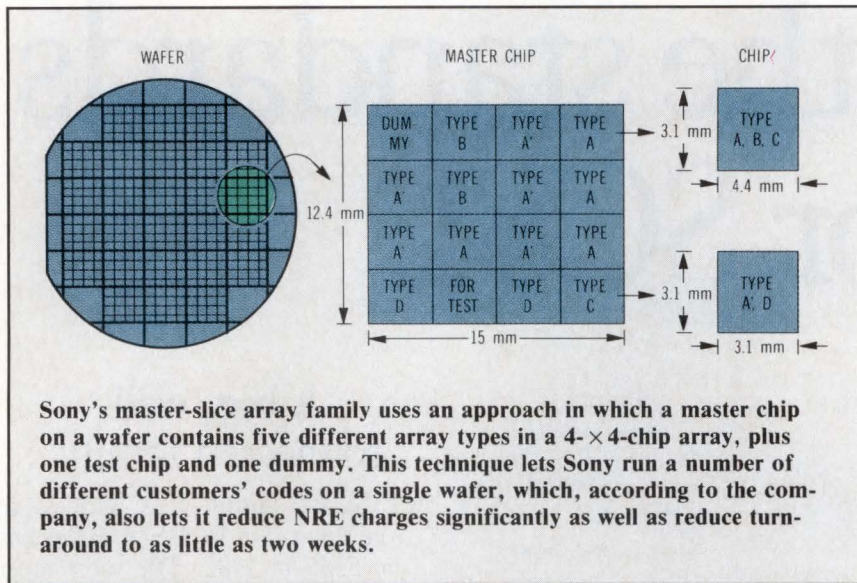 WAFER
MASTER CHIP
CHIP
DUM-
MY
TYPE
B
TYPE
A'
TYPE
A
TYPE
A'
TYPE
B
TYPE
A'
TYPE
A
TYPE
A'
TYPE
A
TYPE
A'
TYPE
A
TYPE
D
FOR
TEST
TYPE
D
TYPE
C
12.4 mm
15 mm
3.1 mm
TYPE
A, B, C
4.4 mm
3.1 mm
TYPE
A', D
3.1 mm
Sony's master-slice array family uses an approach in which a master chip
on a wafer contains five different array types in a 4- × 4-chip array, plus
one test chip and one dummy. This technique lets Sony run a number of
different customers' codes on a single wafer, which, according to the com-
pany, also lets it reduce NRE charges significantly as well as reduce turn-
around to as little as two weeks.